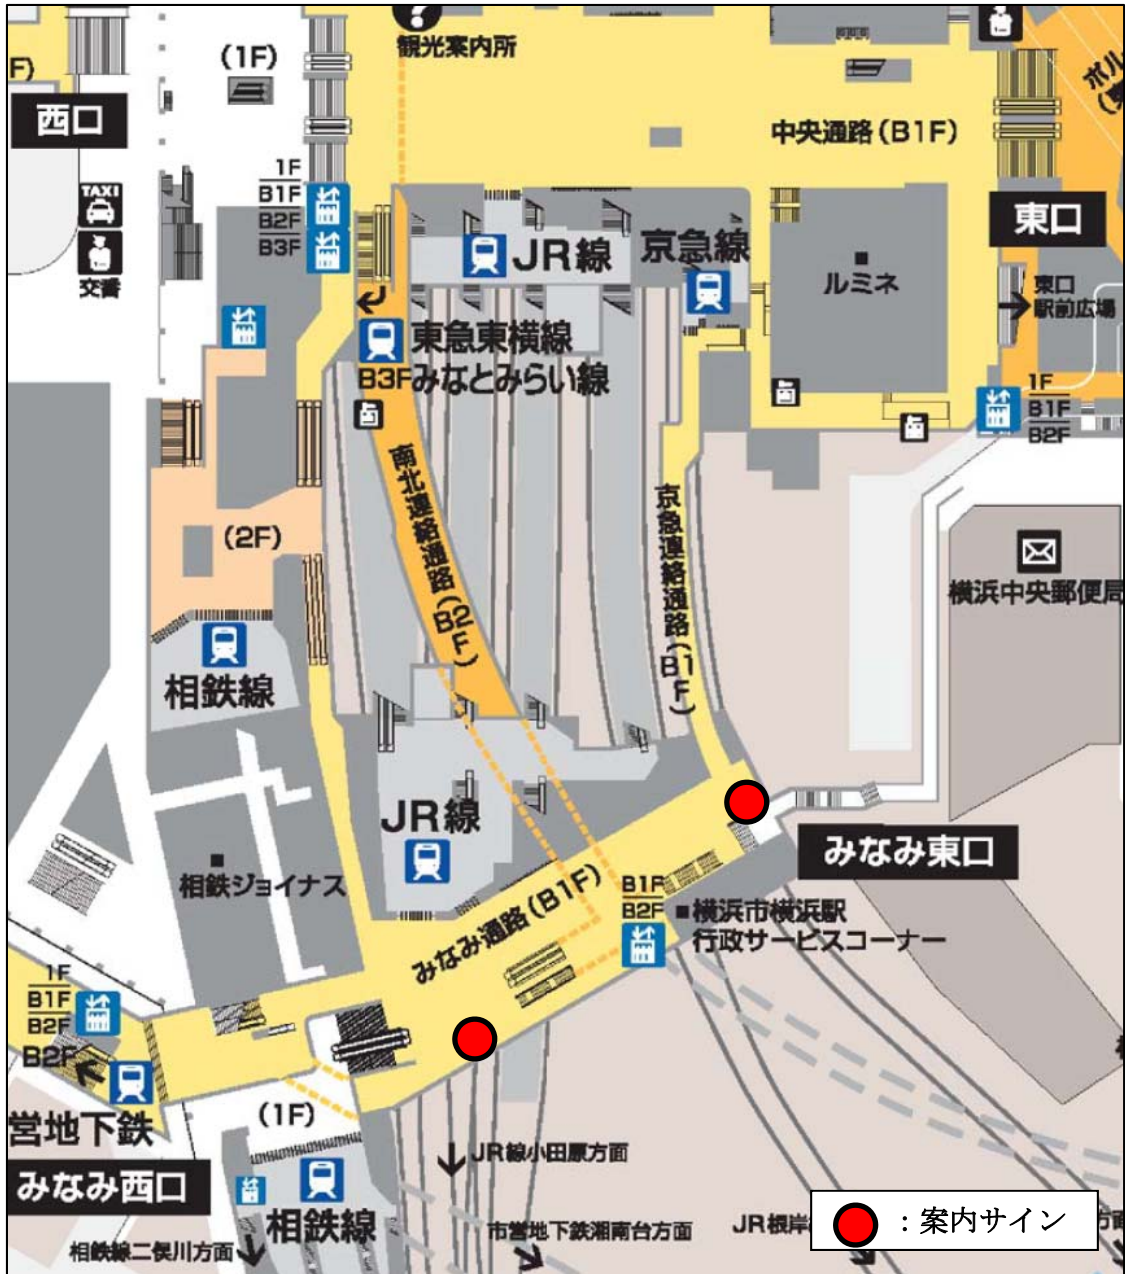 観光案内所
(1F)
F)
西口
中央通路(B1F)
TAXI
交番
1F
B1F
B2F
B3F
JR線
京急線
ルミネ
東口
東口
駅前広場
東急東横線
みなとみらい線
B3F
1F
B1F
B2F
南北連絡通路(B2F)
京急連絡通路(B1F)
(2F)
横浜中央郵便局
相鉄線
JR線
相鉄ジョイナス
みなみ東口
みなみ通路(B1F)
B1F
B2F
■横浜市横浜駅
行政サービスコーナー
1F
B1F
B2F
B2F
営地下鉄
(1F)
みなみ西口
相鉄線
JR線小田原方面
市営地下鉄湘南台方面
JR根岸
相鉄線二俣川方面
:案内サイン